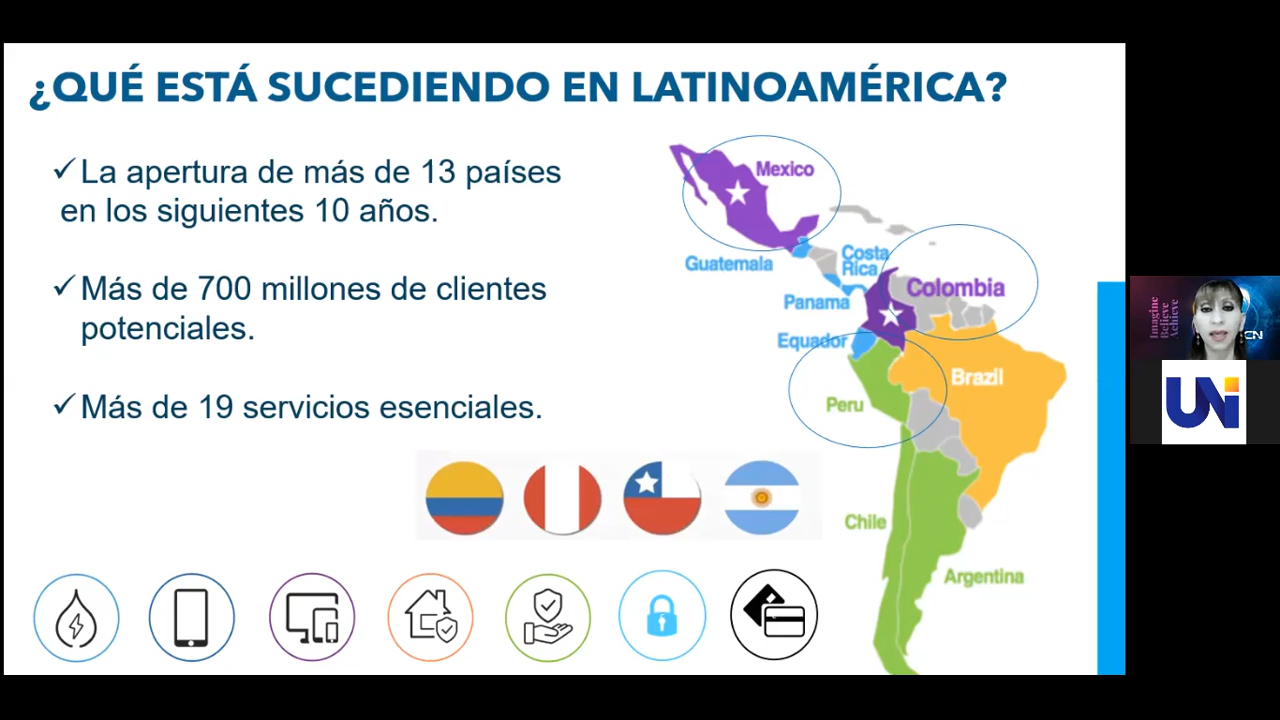 ¿QUÉ ESTÁ SUCEDIENDO EN LATINOAMÉRICA?
✓ La apertura de más de 13 países
en los siguientes 10 años.
✓ Más de 700 millones de clientes
potenciales.
✓ Más de 19 servicios esenciales.
Mexico
Guatemala
Costa
Rica
Panama
Colombia
Equador
Brazil
Peru
Chile
Argentina
Imagine
Believe
Achieve
CN
UNi